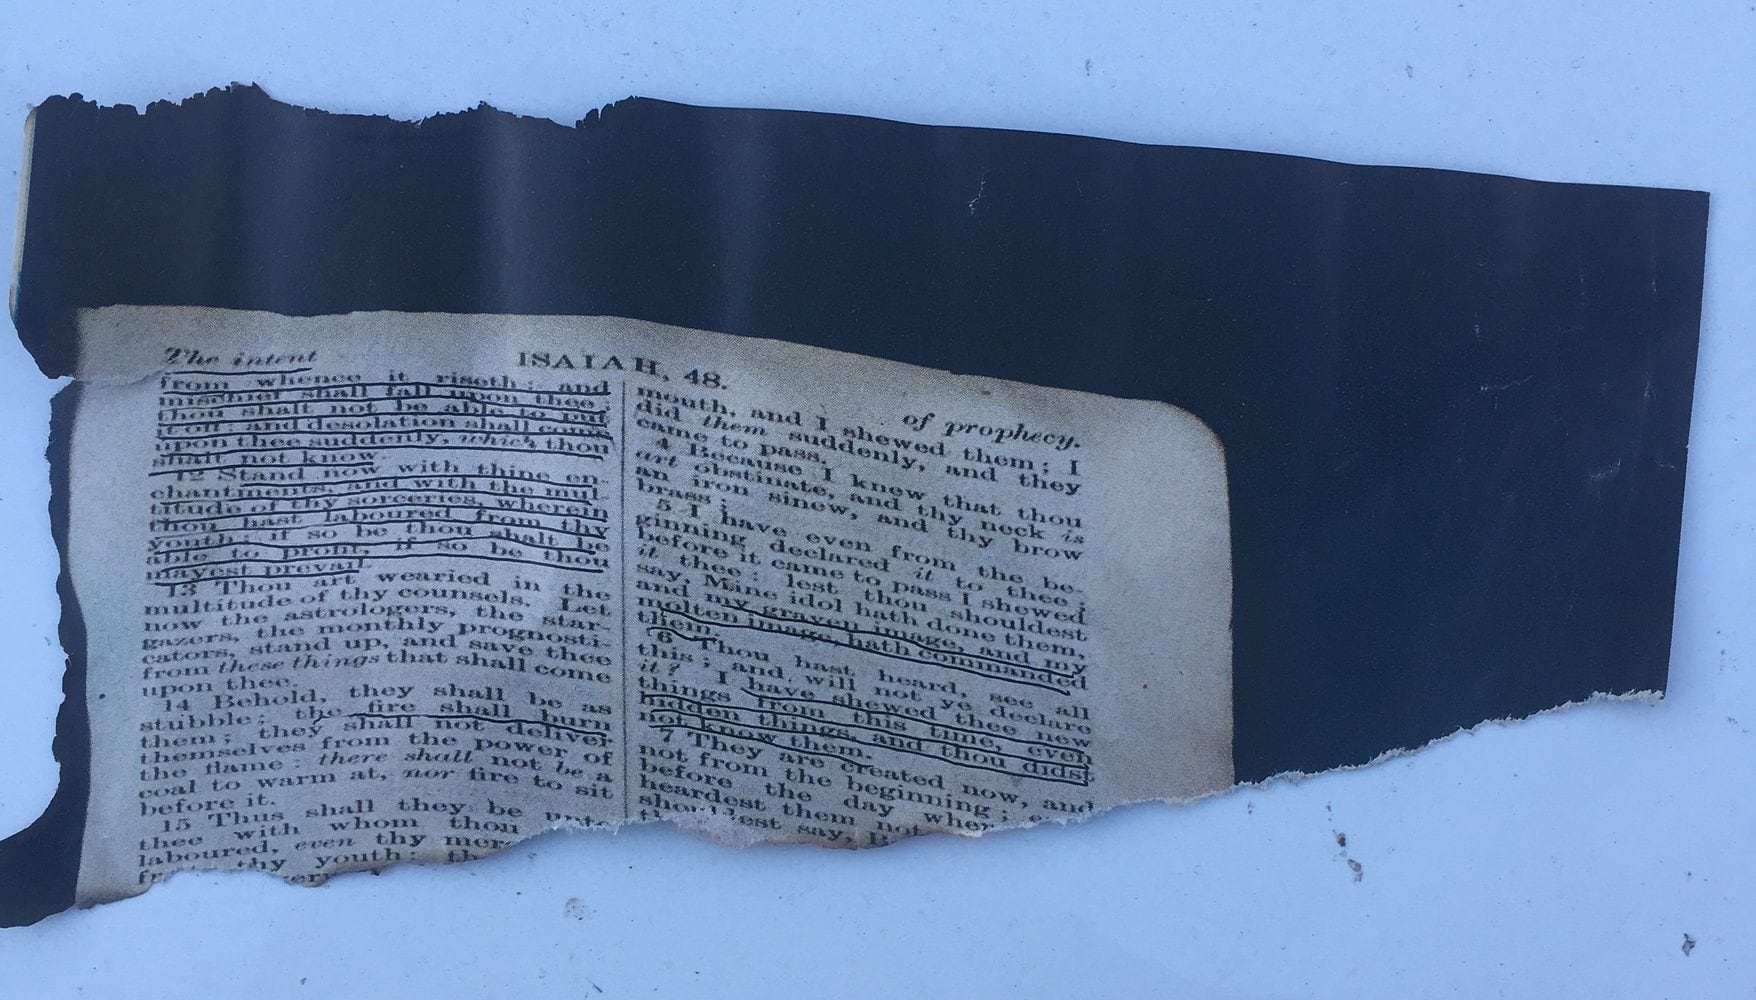 The intent
ISAIAH, 48.
of prophecy.
from whence it riseth: and
mischief shall fall upon thee;
thou shalt not be able to put
it off: and desolation shall come
upon thee suddenly, which thou
shalt not know.
12 Stand now with thine en-
chantments, and with the mul-
titude of thy sorceries, wherein
thou hast laboured from thy
youth; if so be thou shalt be
able to profit, if so be thou
mayest prevail.
13 Thou art wearied in the
multitude of thy counsels. Let
now the astrologers, the star-
gazers, the monthly prognosti-
cators, stand up, and save thee
from these things that shall come
upon thee.
14 Behold, they shall be as
stubble; the fire shall burn
them; they shall not deliver
themselves from the power of
the flame: there shall not be a
coal to warm at, nor fire to sit
before it.
15 Thus shall they be unto
thee with whom thou
laboured, even thy mer
thy youth: th
mouth, and I shewed them; I
did them suddenly, and they
came to pass.
4 Because I knew that thou
art obstinate, and thy neck is
an iron sinew, and thy brow
brass;
5 I have even from the be-
ginning declared it to thee;
before it came to pass I shewed
it thee: lest thou shouldest
say, Mine idol hath done them,
and my graven image, and my
molten image, hath commanded
them.
6 Thou hast heard, see all
this; and will not ye declare
it? I have shewed thee new
things from this time, even
hidden things, and thou didst
not know them.
7 They are created now, and
not from the beginning; e
before the day when
heardest them not
est say, B